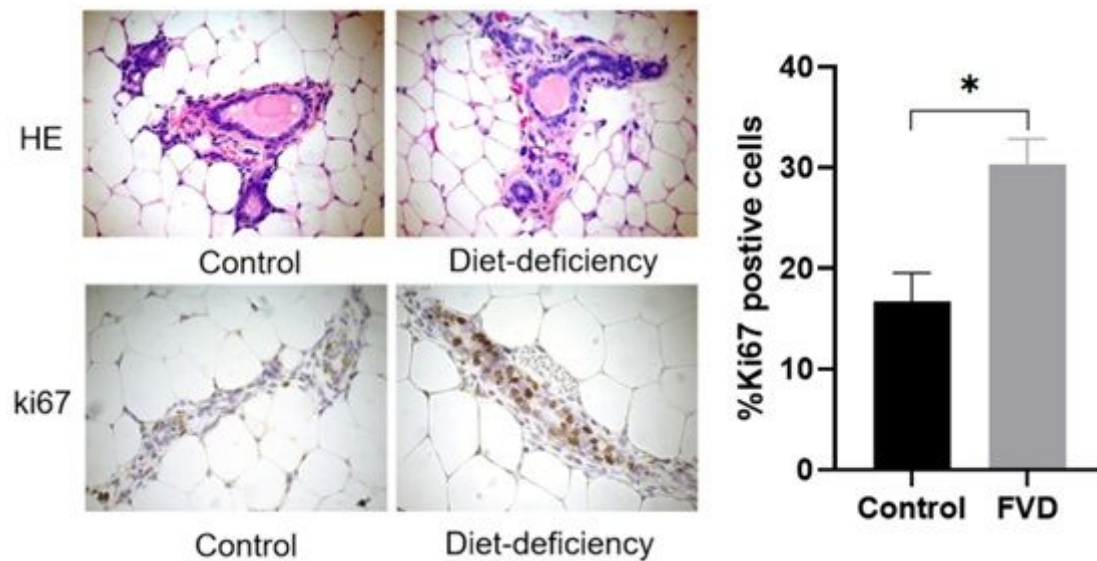 HE
Control
Diet-deficiency
ki67
Control
Diet-deficiency
%Ki67 postive cells
40
30
20
10
0
*
Control
FVD